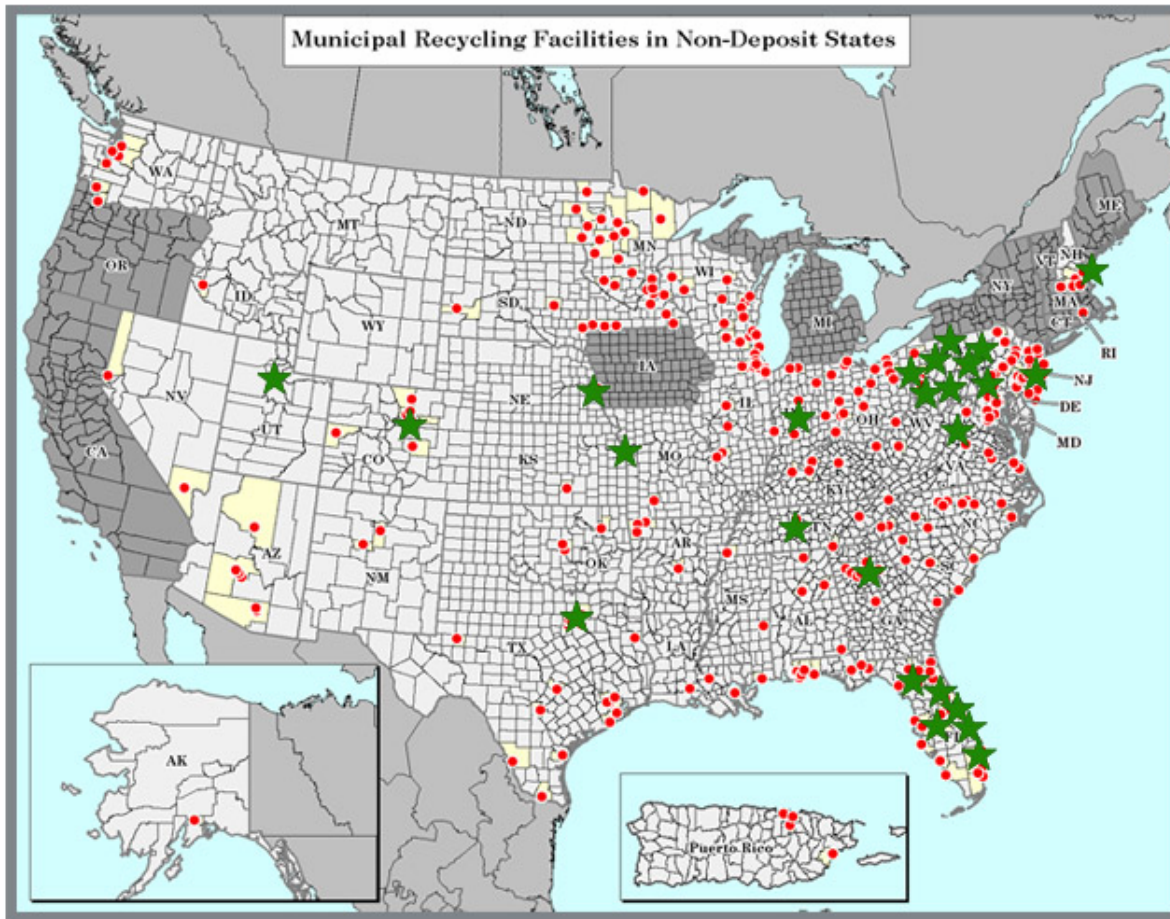 Municipal Recycling Facilities in Non-Deposit States
WA
MT
ND
MN
ME
VT
NH
OR
ID
SD
WI
NY
MA
WY
MI
CT
RI
IA
NJ
NV
NE
IL
OH
DE
UT
WV
MD
CA
CO
KS
MO
VA
KY
TN
NC
AZ
NM
OK
AR
SC
MS
AL
GA
TX
LA
FL
AK
Puerto Rico